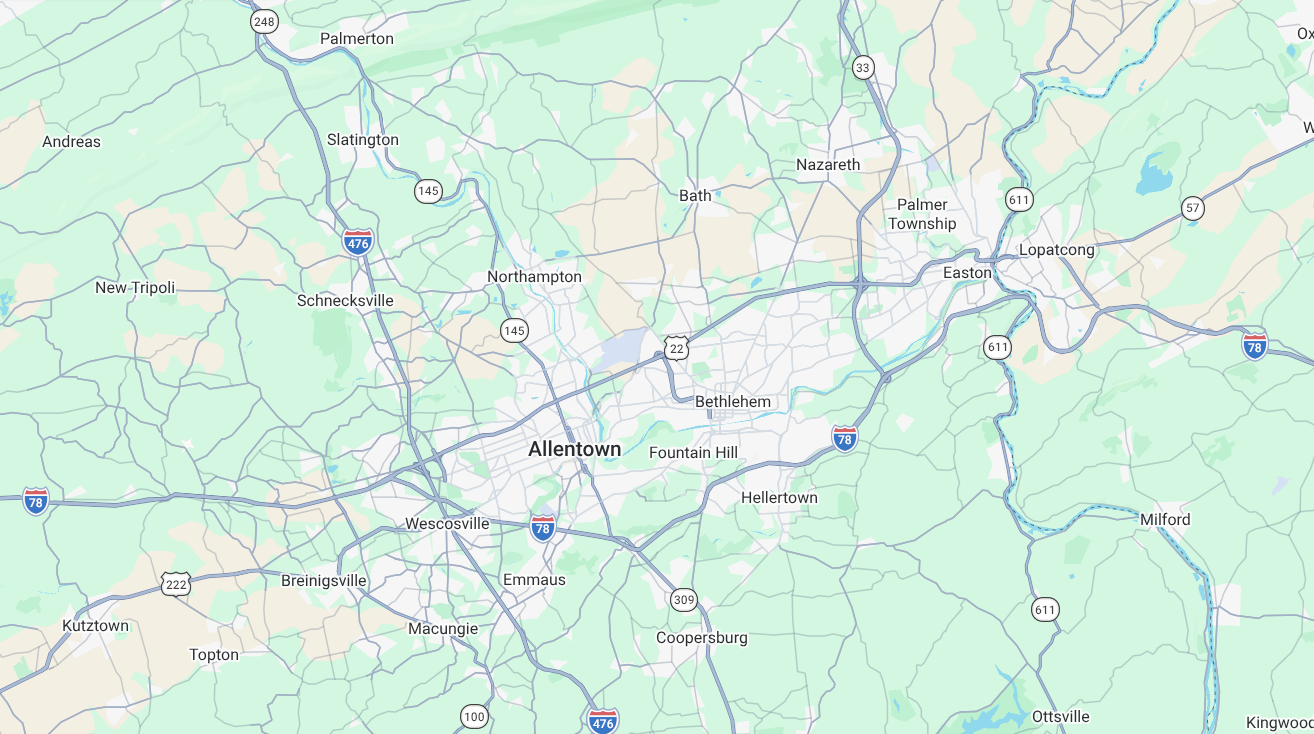 248
Palmerton
Ox
33
Andreas
Slatington
W
Nazareth
145
Bath
611
57
Palmer
Township
476
Lopatcong
Easton
Northampton
New Tripoli
Schnecksville
145
22
611
78
Bethlehem
78
Allentown
Fountain Hill
78
Hellertown
Wescosville
78
Milford
222
Breinigsville
Emmaus
309
611
Kutztown
Macungie
Coopersburg
Topton
100
476
Ottsville
Kingwood